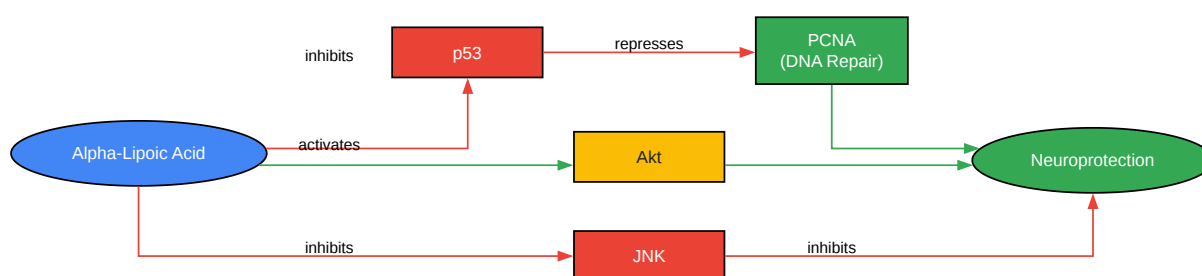 PCNA
(DNA Repair)
represses
inhibits
p53
activates
Alpha-Lipoic Acid
Akt
Neuroprotection
inhibits
JNK
inhibits